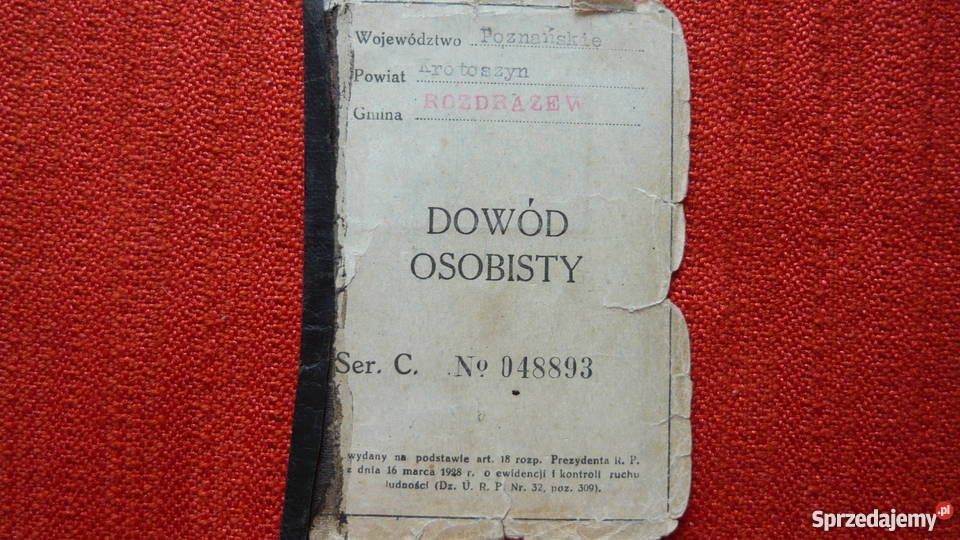 Województwo Poznańskie
Powiat Krotoszyn
Gmina ROZDRAŻEW
DOWÓD
OSOBISTY
Ser. C. No 048893
wydany na podstawie art. 18 rozp. Prezydenta R. P.
z dnia 16 marca 1928 r. o ewidencji i kontroli ruchu
ludności (Dz. U. R. P. Nr. 32, poz. 309).
Sprzedajemy.pl